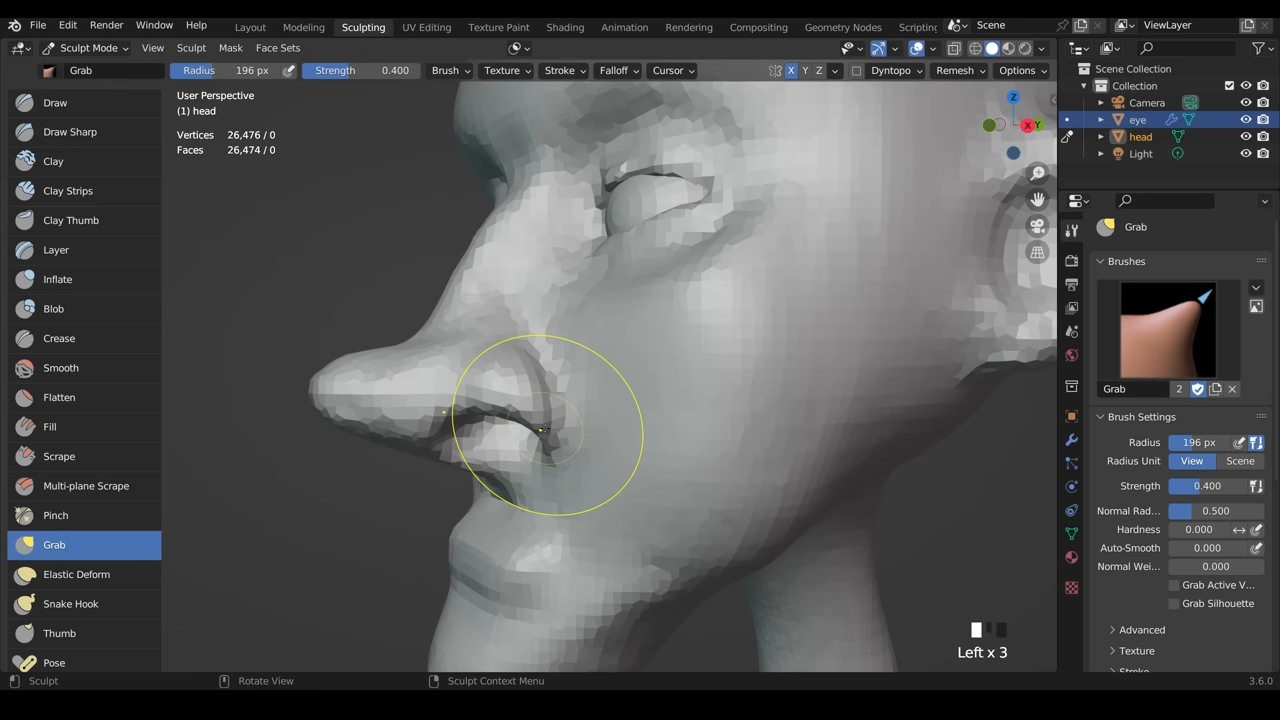 File Edit Render Window Help Layout Modeling Sculpting UV Editing Texture Paint Shading Animation Rendering Compositing Geometry Nodes Scripting Scene ViewLayer
Sculpt Mode View Sculpt Mask Face Sets
Grab Radius 196 px Strength 0.400 Brush Texture Stroke Falloff Cursor X Y Z Dyntopo Remesh Options
User Perspective
(1) head
Vertices 26,476 / 0
Faces 26,474 / 0
Z
X Y
Draw
Draw Sharp
Clay
Clay Strips
Clay Thumb
Layer
Inflate
Blob
Crease
Smooth
Flatten
Fill
Scrape
Multi-plane Scrape
Pinch
Grab
Elastic Deform
Snake Hook
Thumb
Pose
Scene Collection
Collection
Camera
eye
head
Light
Grab
Brushes
Grab 2
Brush Settings
Radius 196 px
Radius Unit View Scene
Strength 0.400
Normal Rad... 0.500
Hardness 0.000
Auto-Smooth 0.000
Normal Wei... 0.000
Grab Active V...
Grab Silhouette
Advanced
Texture
Stroke
Left x 3
Sculpt Rotate View Sculpt Context Menu 3.6.0